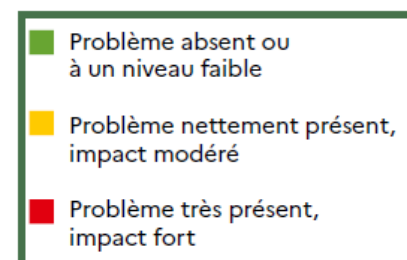 Problème absent ou
à un niveau faible
Problème nettement présent,
impact modéré
Problème très présent,
impact fort